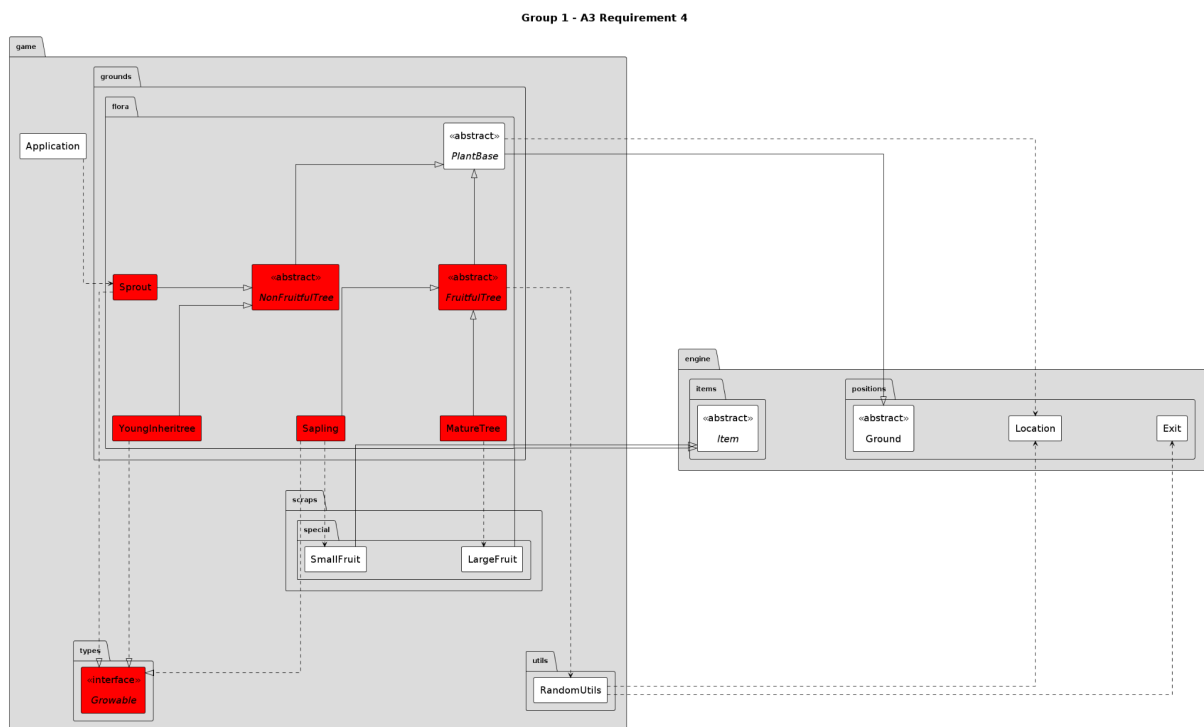 Group 1 - A3 Requirement 4
game
grounds
flora
Application
«abstract»
PlantBase
Sprout
«abstract»
NonFruitfulTree
«abstract»
FruitfulTree
YoungInheritree
Sapling
MatureTree
engine
items
«abstract»
Item
positions
«abstract»
Ground
Location
Exit
scraps
special
SmallFruit
LargeFruit
types
«interface»
Growable
utils
RandomUtils